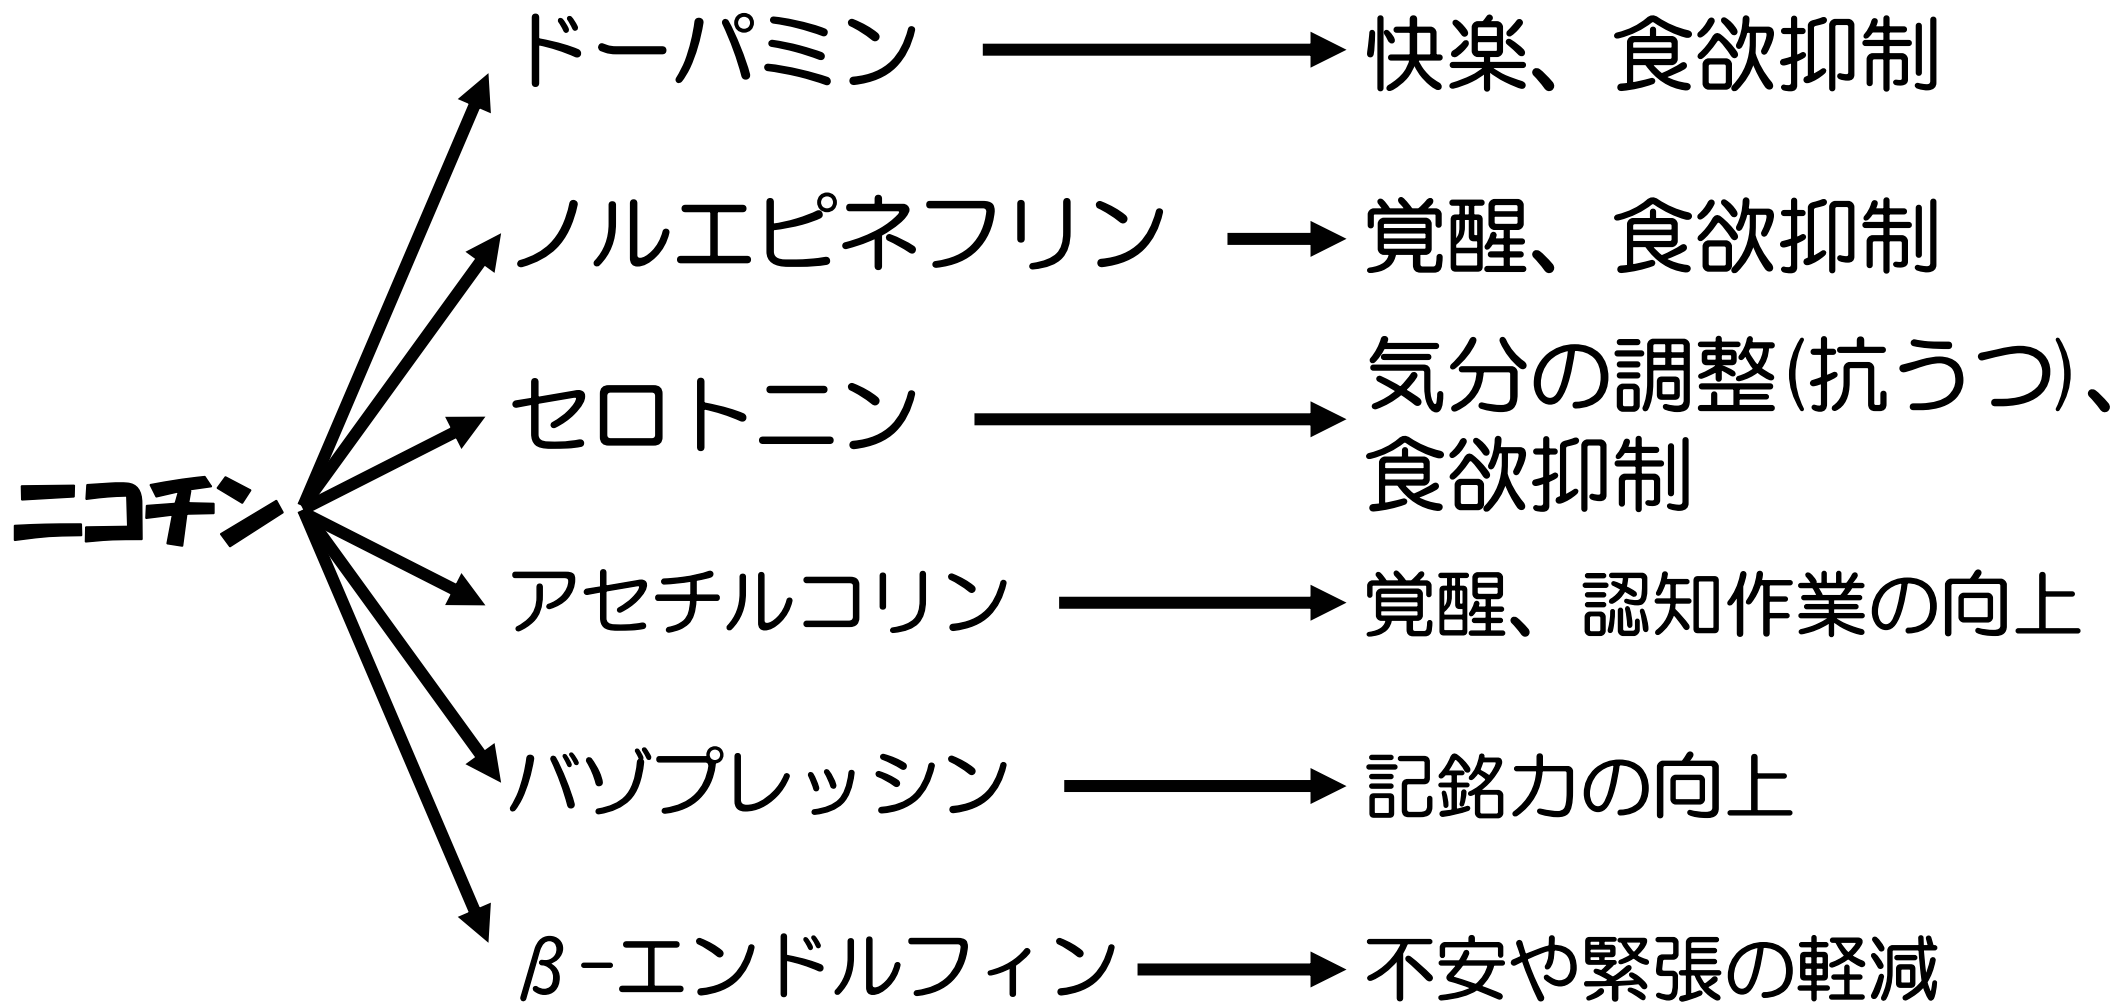 ドーパミン 快楽、食欲抑制
ノルエピネフリン 覚醒、食欲抑制
セロトニン 気分の調整(抗うつ)、
食欲抑制
ニコチン
アセチルコリン 覚醒、認知作業の向上
バゾプレッシン 記銘力の向上
β-エンドルフィン 不安や緊張の軽減